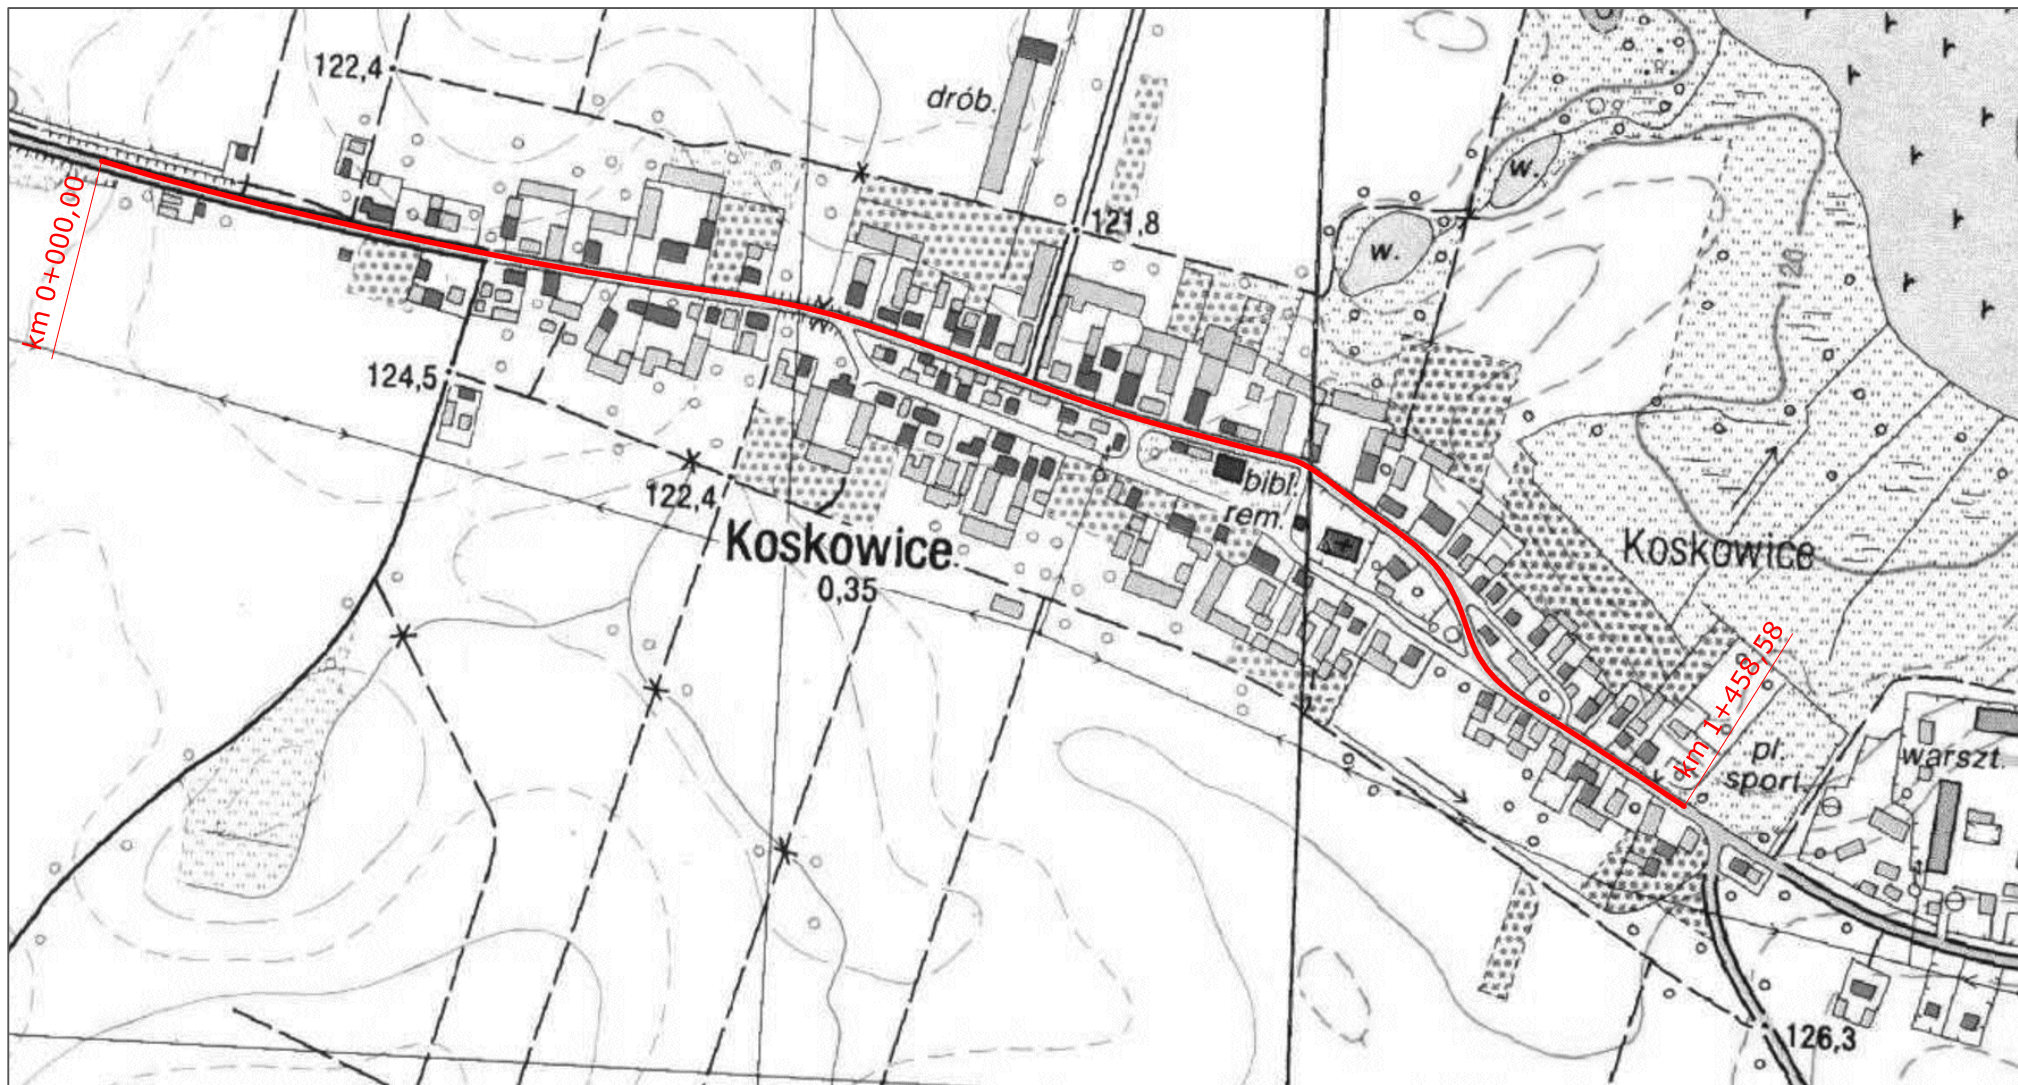 122,4
drób.
121,8
w.
w.
120
km 0+000,00
124,5
122,4
bibl.
rem.
Koskowice
0,35
Koskowice
km 1+458,58
pl.
sport.
warszt.
126,3